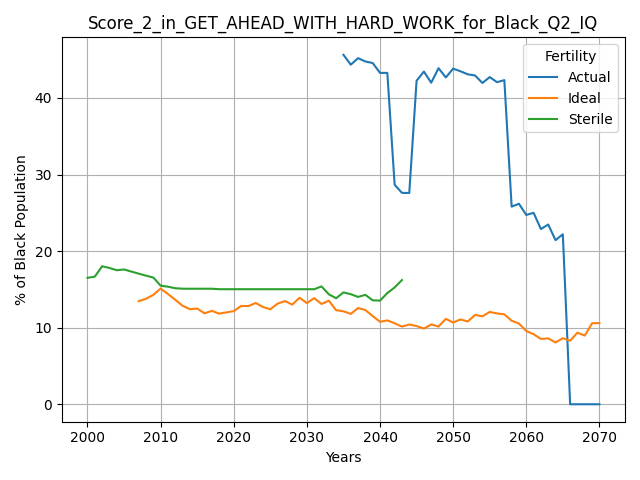 Score_2_in_GET_AHEAD_WITH_HARD_WORK_for_Black_Q2_IQ
Fertility
Actual
Ideal
Sterile
% of Black Population
40
30
20
10
0
2000 2010 2020 2030 2040 2050 2060 2070
Years